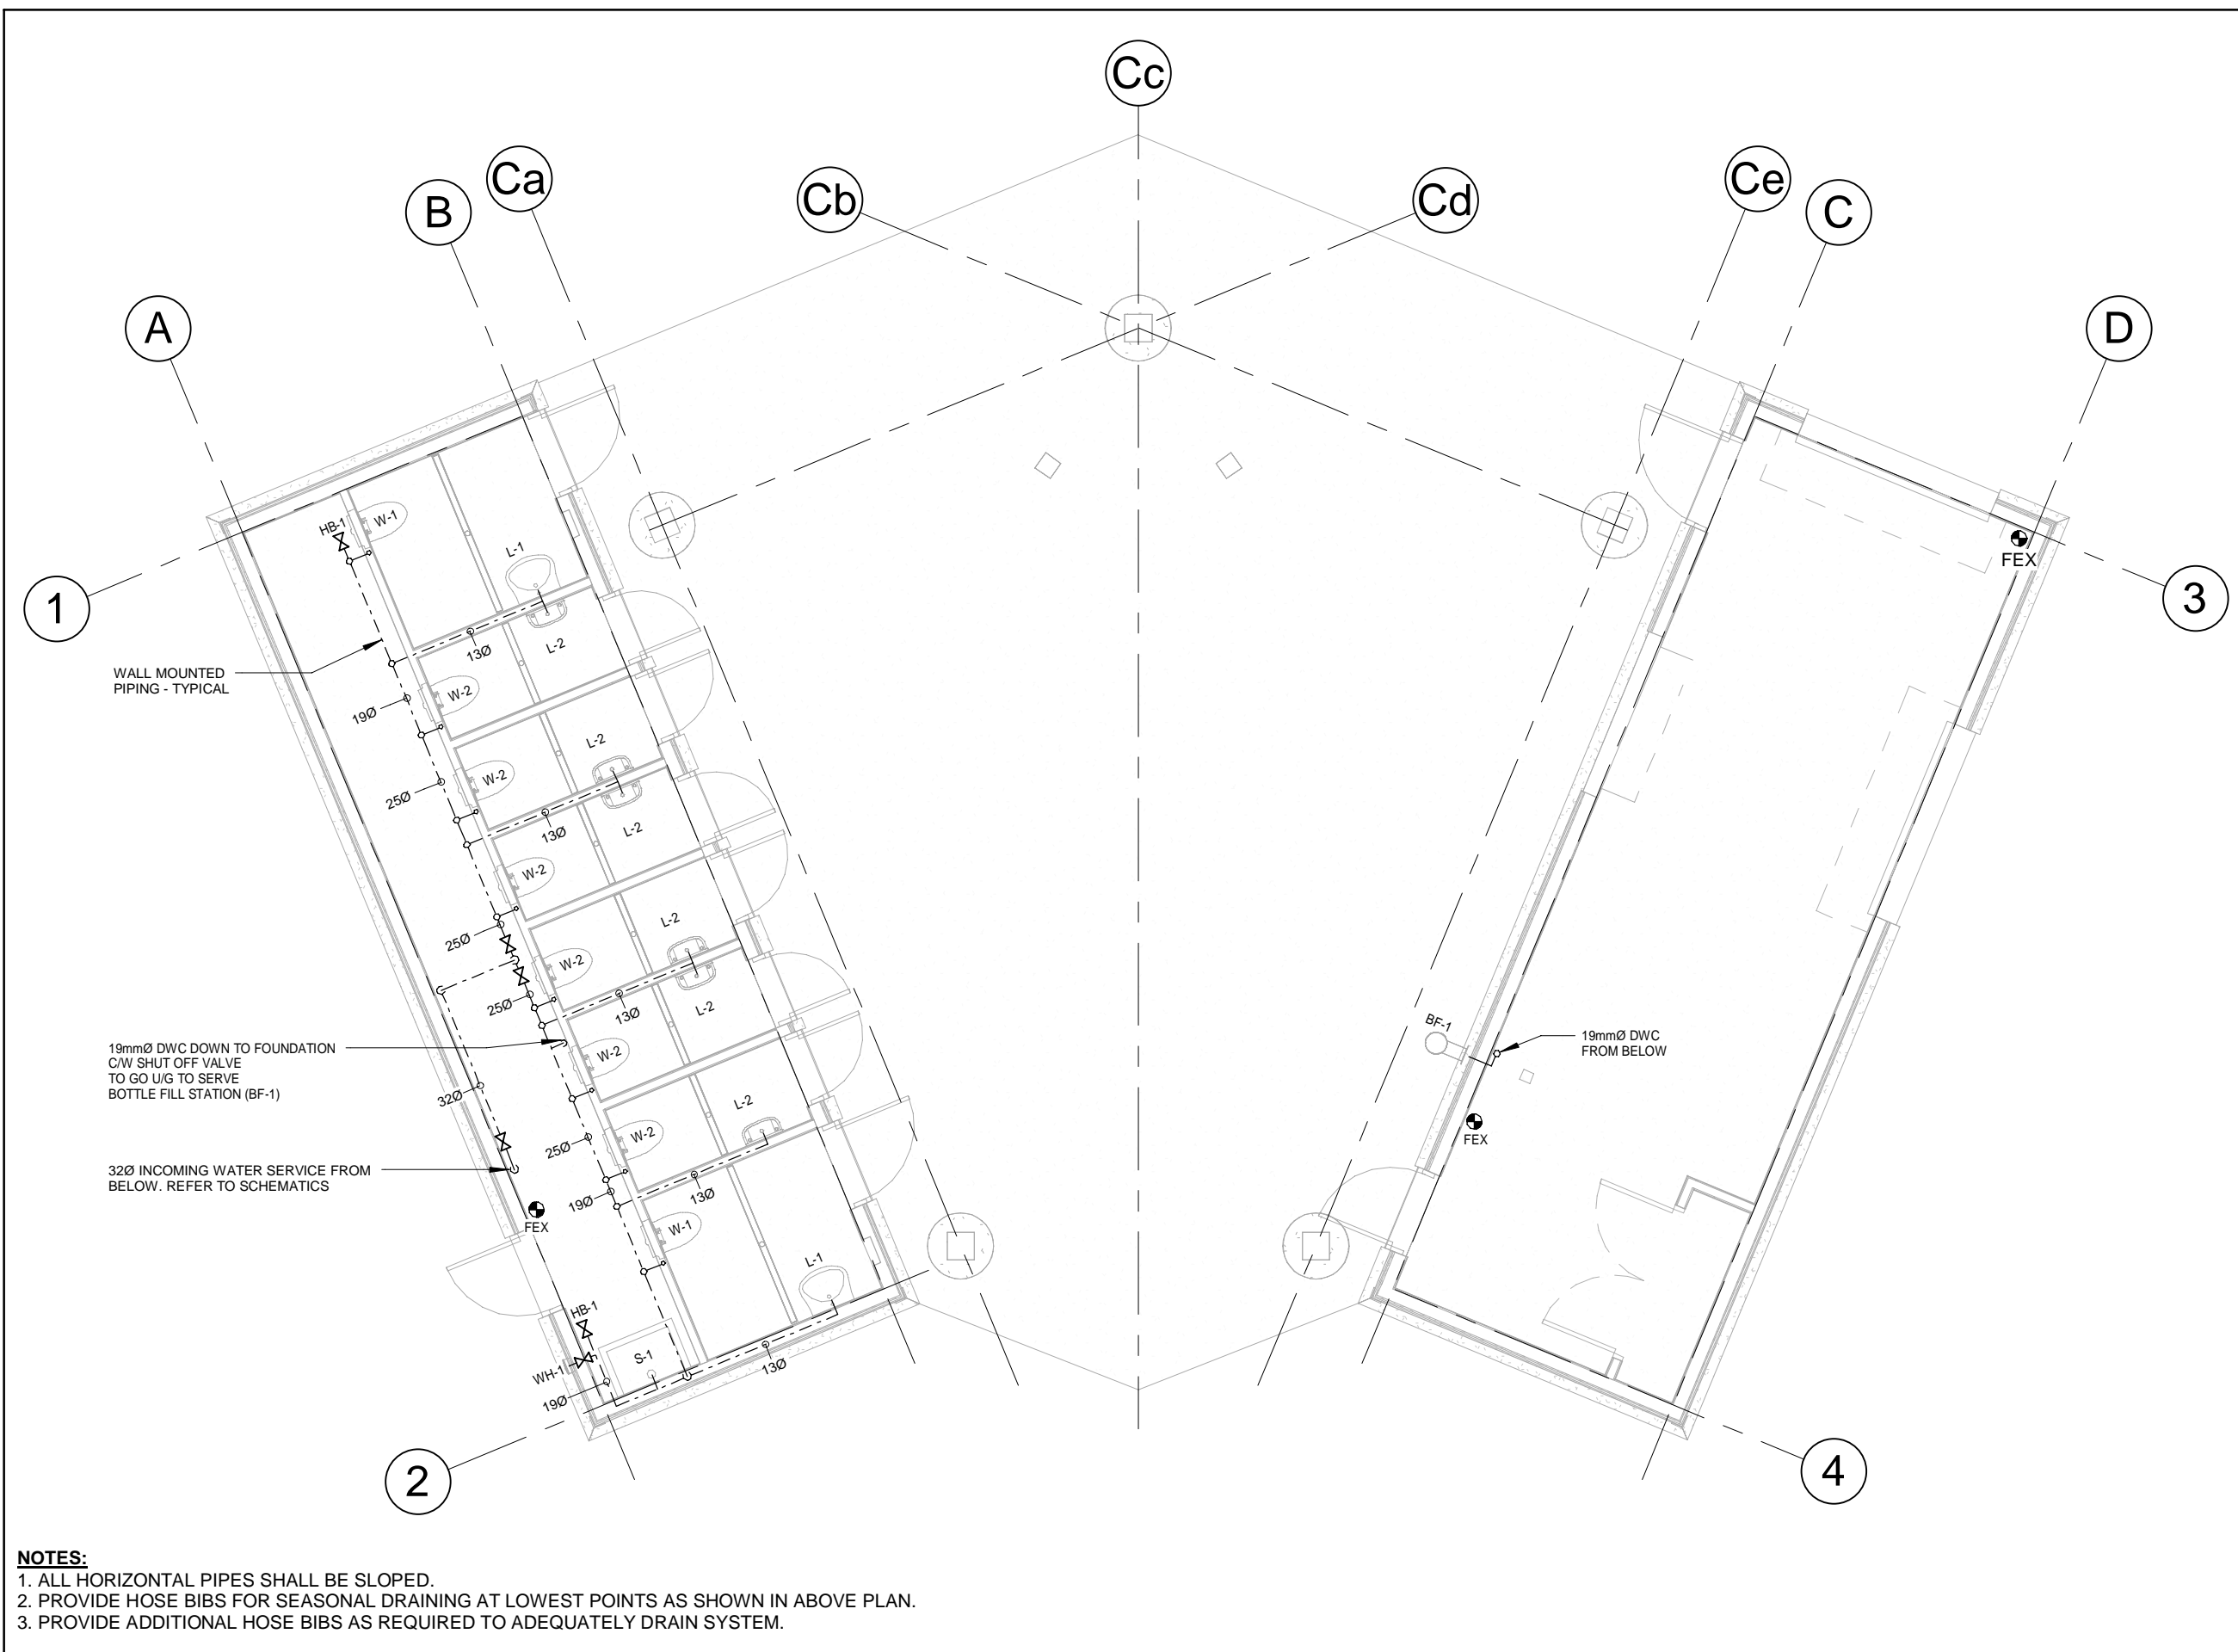 Cc
Ca
Ce
Cb
Cd
B
C
A
D
HB-1
W-1
L-1
FEX
1
3
13Ø
L-2
WALL MOUNTED
PIPING - TYPICAL
W-2
19Ø
L-2
W-2
25Ø
13Ø
L-2
W-2
L-2
25Ø
W-2
25Ø
13Ø
L-2
BF-1
19mmØ DWC
FROM BELOW
19mmØ DWC DOWN TO FOUNDATION
C/W SHUT OFF VALVE
TO GO U/G TO SERVE
BOTTLE FILL STATION (BF-1)
W-2
32Ø
L-2
W-2
25Ø
FEX
32Ø INCOMING WATER SERVICE FROM
BELOW. REFER TO SCHEMATICS
13Ø
19Ø
FEX
W-1
L-1
HB-1
S-1
WH-1
13Ø
19Ø
2
4
NOTES:
1. ALL HORIZONTAL PIPES SHALL BE SLOPED.
2. PROVIDE HOSE BIBS FOR SEASONAL DRAINING AT LOWEST POINTS AS SHOWN IN ABOVE PLAN.
3. PROVIDE ADDITIONAL HOSE BIBS AS REQUIRED TO ADEQUATELY DRAIN SYSTEM.